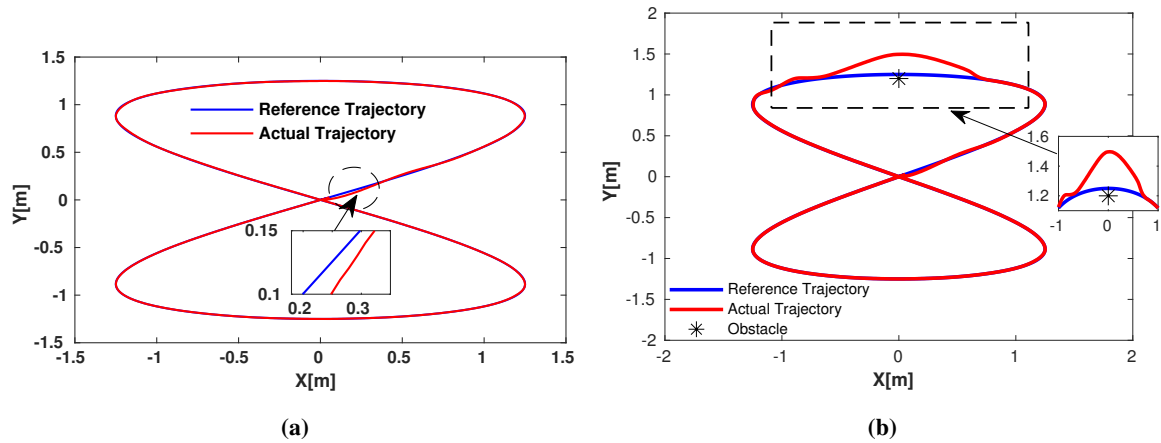 1.5
1
0.5
0
-0.5
-1
-1.5
Y[m]
-1.5 -1 -0.5 0 0.5 1 1.5
X[m]
Reference Trajectory
Actual Trajectory
0.15
0.1
0.2 0.3
(a)
2
1.5
1
0.5
0
-0.5
-1
-1.5
-2
Y[m]
-2 -1 0 1 2
X[m]
1.6
1.4
1.2
-1 0 1
Reference Trajectory
Actual Trajectory
Obstacle
(b)